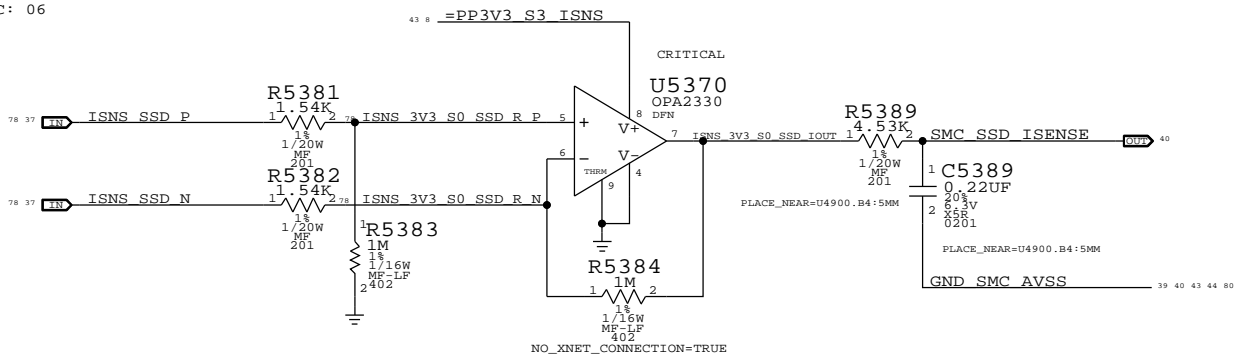 C: 06
43 8 =PP3V3_S3_ISNS
CRITICAL
U5370
OPA2330
DFN
8
V+
5
+
6
-
V-
THRM
9
4
7
R5381
1.54K
1 2
1%
1/20W
MF
201
78 37 IN ISNS_SSD_P
78 ISNS_3V3_S0_SSD_R_P
R5382
1.54K
1 2
1%
1/20W
MF
201
78 37 IN ISNS_SSD_N
78 ISNS_3V3_S0_SSD_R_N
1
R5383
1M
1%
1/16W
MF-LF
402
2
R5384
1M
1 2
1%
1/16W
MF-LF
402
NO_XNET_CONNECTION=TRUE
ISNS_3V3_S0_SSD_IOUT
R5389
4.53K
1 2
1%
1/20W
MF
201
PLACE_NEAR=U4900.B4:5MM
SMC_SSD_ISENSE
OUT 40
1
C5389
0.22UF
20%
6.3V
X5R
0201
2
PLACE_NEAR=U4900.B4:5MM
GND_SMC_AVSS
39 40 43 44 80